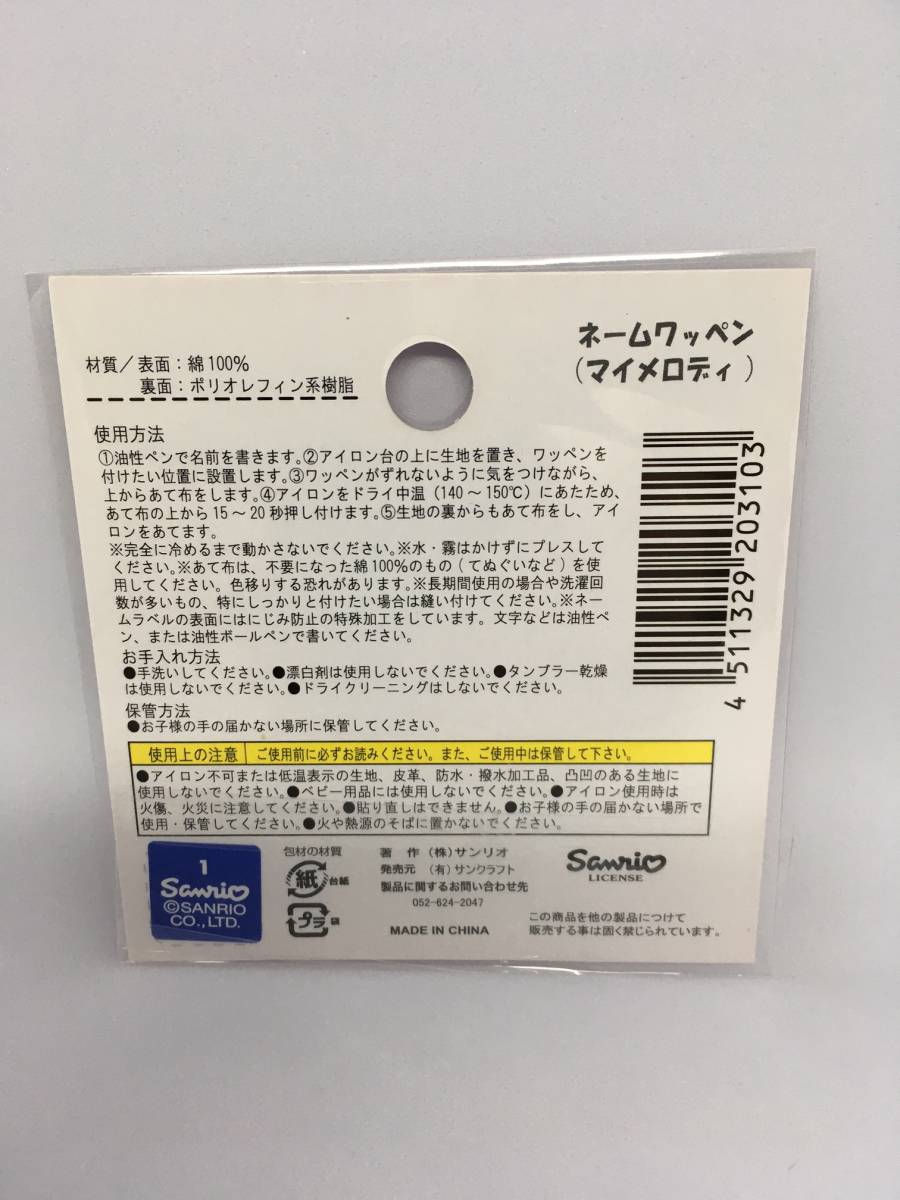 ネームワッペン
(マイメロディ)
材質/表面:綿100%
裏面:ポリオレフィン系樹脂
使用方法
①油性ペンで名前を書きます。②アイロン台の上に生地を置き、ワッペンを
付けたい位置に設置します。③ワッペンがずれないように気をつけながら、
上からあて布をします。④アイロンをドライ中温(140～150℃)にあたため、
あて布の上から15～20秒押し付けます。⑤生地の裏からもあて布をし、アイ
ロンをあてます。
※完全に冷めるまで動かさないでください。※水・霧はかけずにプレスして
ください。※あて布は、不要になった綿100%のもの(てぬぐいなど)を使
用してください。色移りする恐れがあります。※長期間使用の場合や洗濯回
数が多いもの、特にしっかりと付けたい場合は縫い付けてください。※ネー
ムラベルの表面にはにじみ防止の特殊加工をしています。文字などは油性ペ
ン、または油性ボールペンで書いてください。
お手入れ方法
●手洗いしてください。●漂白剤は使用しないでください。●タンブラー乾燥
は使用しないでください。●ドライクリーニングはしないでください。
保管方法
●お子様の手の届かない場所に保管してください。
4 511329 203103
使用上の注意 ご使用前に必ずお読みください。また、ご使用中は保管して下さい。
●アイロン不可または低温表示の生地、皮革、防水・撥水加工品、凸凹のある生地に
使用しないでください。●ベビー用品には使用しないでください。●アイロン使用時は
火傷、火災に注意してください。●貼り直しはできません。●お子様の手の届かない場所で
使用・保管してください。●火や熱源のそばに置かないでください。
1
Sanrio
©SANRIO
CO.,LTD.
包材の材質
紙 台紙
プラ 袋
著作 (株)サンリオ
発売元 (有)サンクラフト
製品に関するお問い合わせ先
052-624-2047
MADE IN CHINA
Sanrio
LICENSE
この商品を他の製品につけて
販売する事は固く禁じられています。